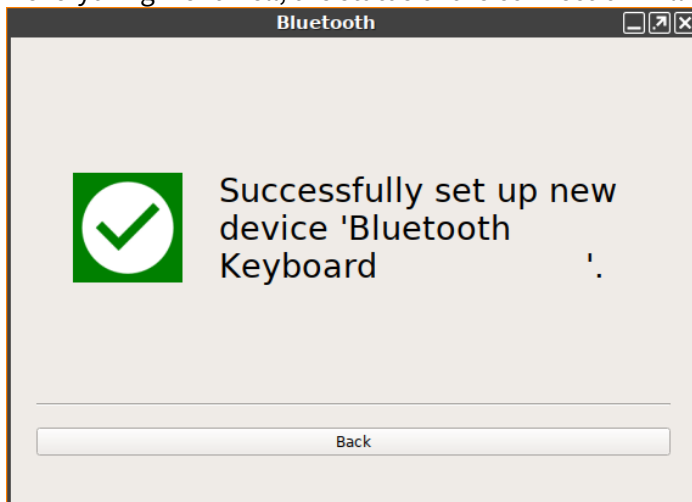 Bluetooth
Successfully set up new
device 'Bluetooth
Keyboard                '.
Back